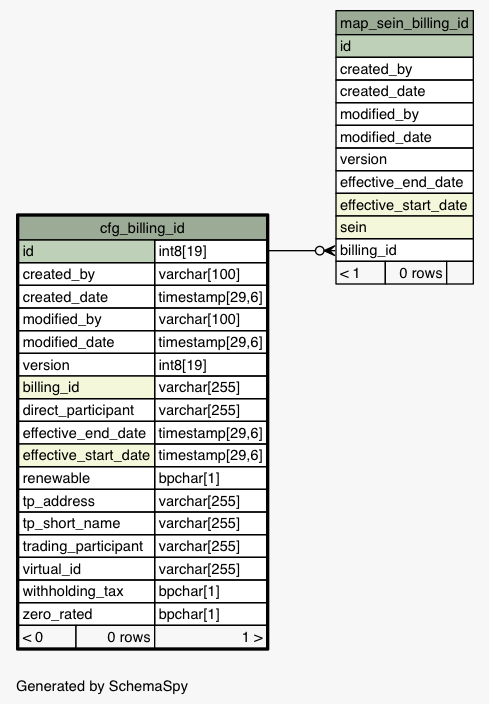 map_sein_billing_id
id
created_by
created_date
modified_by
modified_date
version
effective_end_date
effective_start_date
sein
billing_id
< 1 0 rows
cfg_billing_id
id int8[19]
created_by varchar[100]
created_date timestamp[29,6]
modified_by varchar[100]
modified_date timestamp[29,6]
version int8[19]
billing_id varchar[255]
direct_participant varchar[255]
effective_end_date timestamp[29,6]
effective_start_date timestamp[29,6]
renewable bpchar[1]
tp_address varchar[255]
tp_short_name varchar[255]
trading_participant varchar[255]
virtual_id varchar[255]
withholding_tax bpchar[1]
zero_rated bpchar[1]
< 0 0 rows 1 >
Generated by SchemaSpy